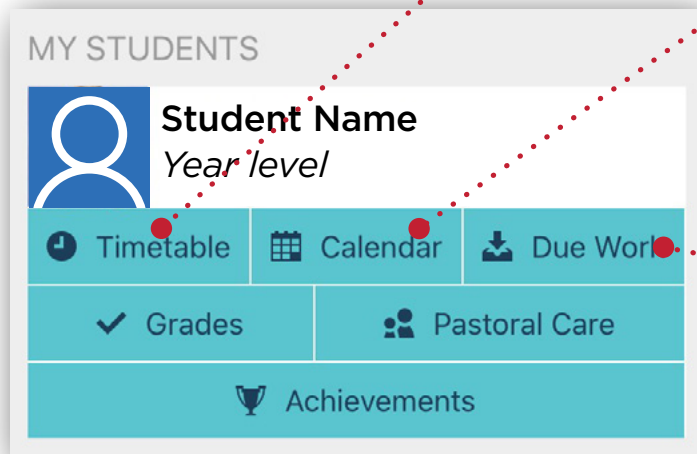 MY STUDENTS
Student Name
Year level
Timetable Calendar Due Work
Grades Pastoral Care
Achievements